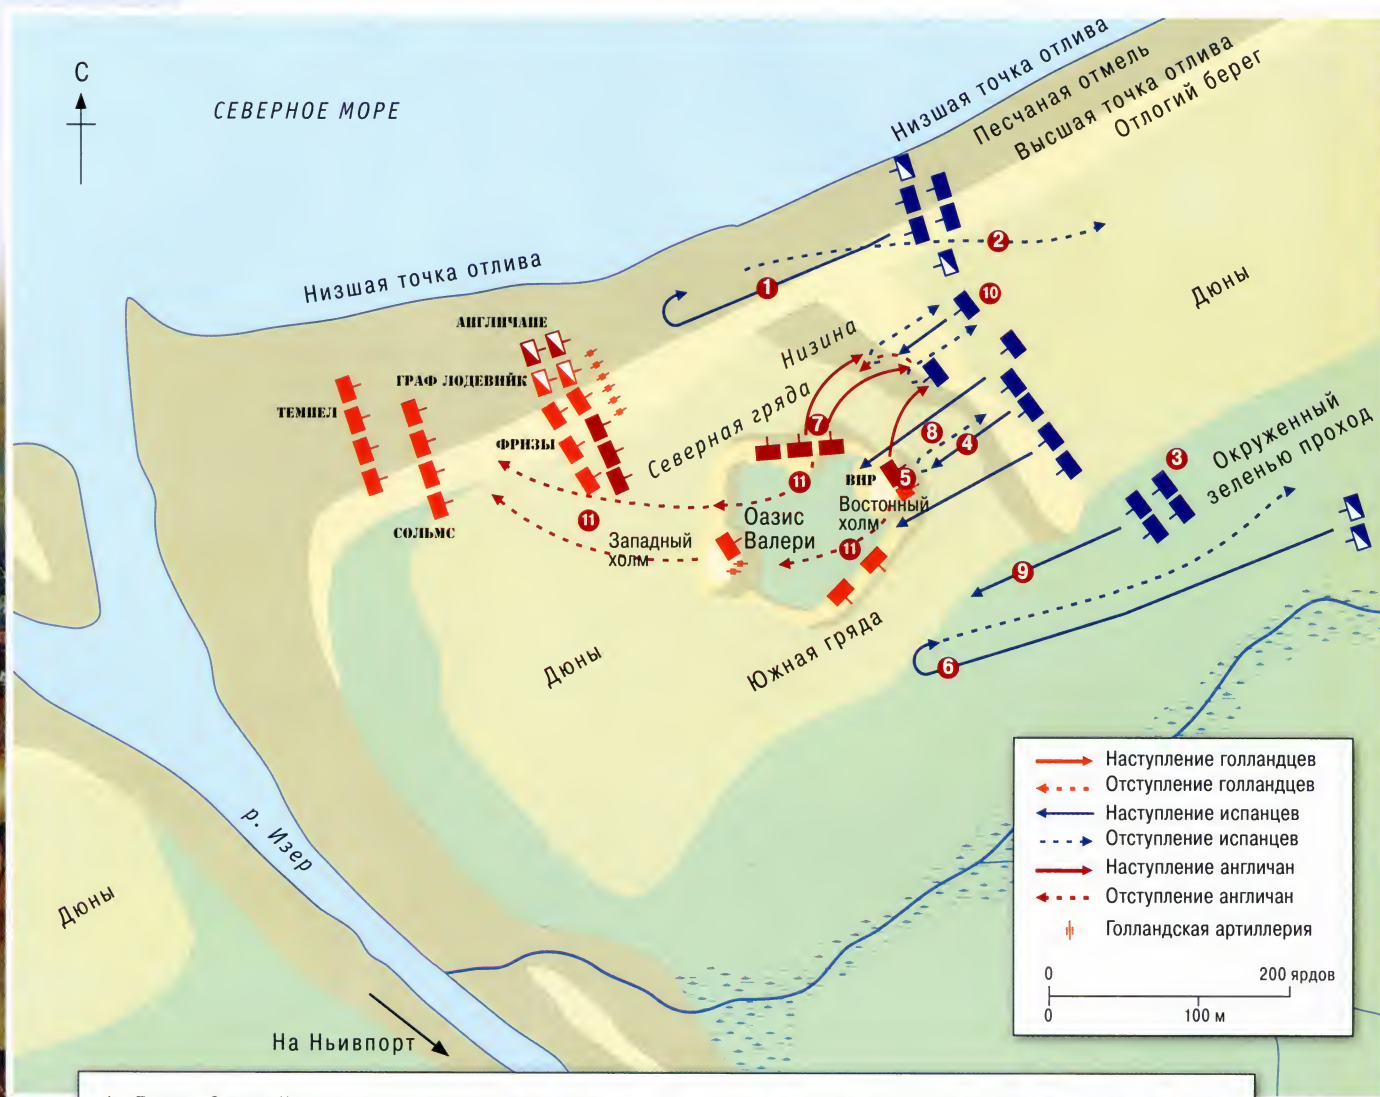 С
СЕВЕРНОЕ МОРЕ
Низшая точка отлива
Песчаная отмель
Высшая точка отлива
Отлогий берег
2
1
Низшая точка отлива
10
Дюны
АНГЛИЧАНЕ
Низина
ГРАФ ЛОДЕВИЙК
ТЕМПЕЛ
Северная гряда
7
8
4
ФРИЗЫ
3
Окруженный
зеленью проход
11
ВИР
5
СОЛЬМС
11
Оазис
Валери
Восточный
холм
Западный
холм
11
9
Дюны
Южная гряда
6
Наступление голландцев
Отступление голландцев
Наступление испанцев
Отступление испанцев
Наступление англичан
Отступление англичан
Голландская артиллерия
0
200 ярдов
0
100 м
р. Изер
Дюны
На Ньивпорт